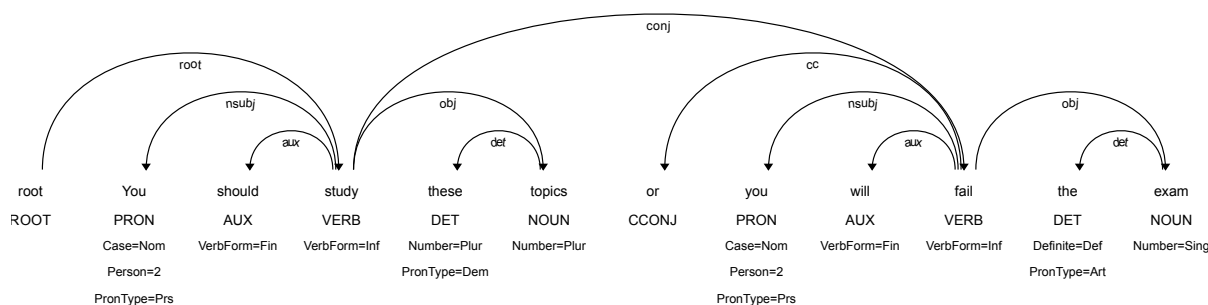 conj
root cc
nsubj obj nsubj obj
aux det aux det
root You should study these topics or you will fail the exam
ROOT PRON AUX VERB DET NOUN CCONJ PRON AUX VERB DET NOUN
Case=Nom VerbForm=Fin VerbForm=Inf Number=Plur Number=Plur Case=Nom VerbForm=Fin VerbForm=Inf Definite=Def Number=Sing
Person=2 PronType=Dem Person=2 PronType=Art
PronType=Prs PronType=Prs